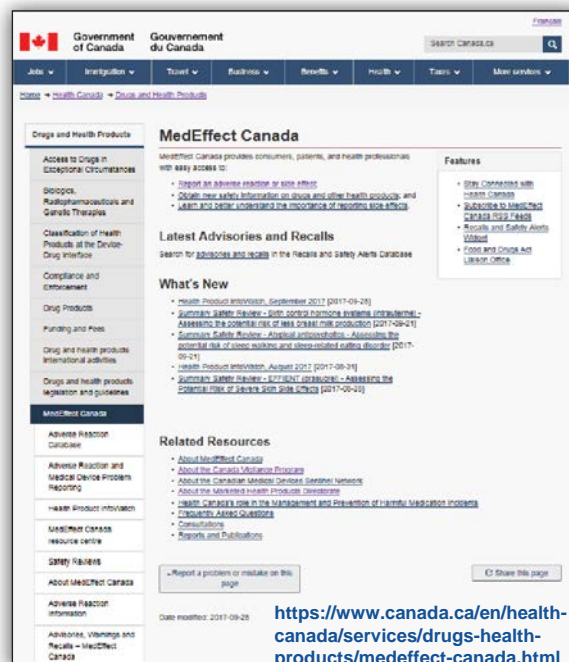 Français
Government
of Canada
Gouvernement
du Canada
Search Canada.ca
Jobs
Immigration
Travel
Business
Benefits
Health
Taxes
More services
Home → Health Canada → Drugs and Health Products
Drugs and Health Products
Access to Drugs in
Exceptional Circumstances
Biologics,
Radiopharmaceuticals and
Genetic Therapies
Classification of Health
Products at the Device-
Drug Interface
Compliance and
Enforcement
Drug Products
Funding and Fees
Drug and health products
international activities
Drugs and health products
legislation and guidelines
MedEffect Canada
Adverse Reaction
Database
Adverse Reaction and
Medical Device Problem
Reporting
Health Product InfoWatch
MedEffect Canada
resource centre
Safety Reviews
About MedEffect Canada
Adverse Reaction
Information
Advisories, Warnings and
Recalls – MedEffect
Canada
MedEffect Canada
MedEffect Canada provides consumers, patients, and health professionals
with easy access to:
• Report an adverse reaction or side effect;
• Obtain new safety information on drugs and other health products; and
• Learn and better understand the importance of reporting side effects.
Features
• Stay Connected with
Health Canada
• Subscribe to MedEffect
Canada RSS Feeds
• Recalls and Safety Alerts
Widget
• Food and Drugs Act
Liaison Office
Latest Advisories and Recalls
Search for advisories and recalls in the Recalls and Safety Alerts Database
What's New
• Health Product InfoWatch, September 2017 [2017-09-28]
• Summary Safety Review - Birth control hormone systems (intrauterine) -
Assessing the potential risk of less breast milk production [2017-09-21]
• Summary Safety Review - Atypical antipsychotics - Assessing the
potential risk of sleep walking and sleep-related eating disorder [2017-
09-21]
• Health Product InfoWatch, August 2017 [2017-08-31]
• Summary Safety Review - EFFIENT (prasugrel) - Assessing the
Potential Risk of Severe Skin Side Effects
Related Resources
• About MedEffect Canada
• About the Canada Vigilance Program
• About the Canadian Medical Devices Sentinel Network
• About the Marketed Health Products Directorate
• Health Canada's role in the Management and Prevention of Harmful Medication Incidents
• Frequently Asked Questions
• Consultations
• Reports and Publications
Report a problem or mistake on this
page
Share this page
Date modified: 2017-09-28
https://www.canada.ca/en/health-
canada/services/drugs-health-
products/medeffect-canada.html